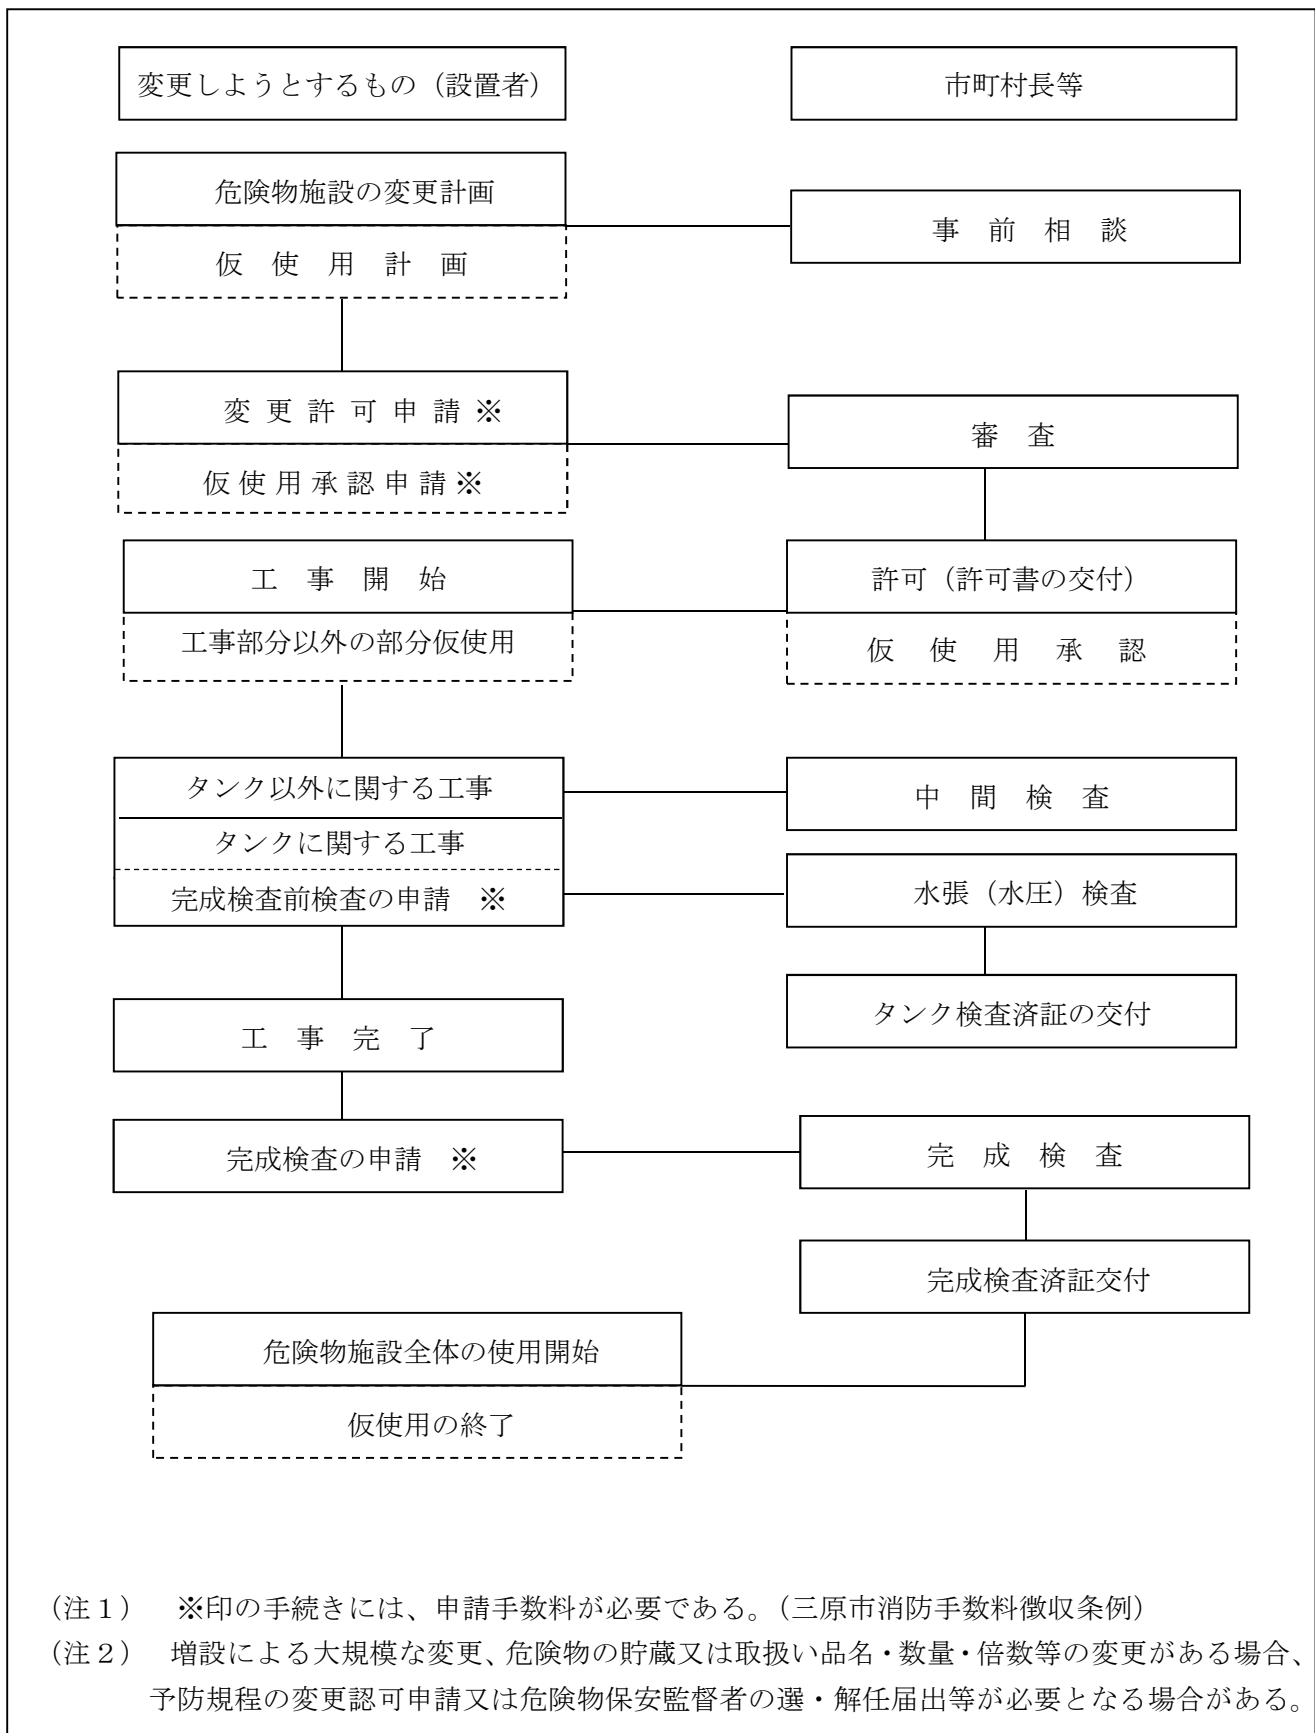 変更しようとするもの（設置者）
市町村長等
危険物施設の変更計画
事　前　相　談
仮　使　用　計　画
変 更 許 可 申 請 ※
審　査
仮 使 用 承 認 申 請 ※
工　事　開　始
許可（許可書の交付）
工事部分以外の部分仮使用
仮　使　用　承　認
タンク以外に関する工事
中　間　検　査
タンクに関する工事
完成検査前検査の申請　※
水張（水圧）検査
タンク検査済証の交付
工　事　完　了
完成検査の申請　※
完　成　検　査
完成検査済証交付
危険物施設全体の使用開始
仮使用の終了
（注１）　※印の手続きには、申請手数料が必要である。（三原市消防手数料徴収条例）
（注２）　増設による大規模な変更、危険物の貯蔵又は取扱い品名・数量・倍数等の変更がある場合、
予防規程の変更認可申請又は危険物保安監督者の選・解任届出等が必要となる場合がある。